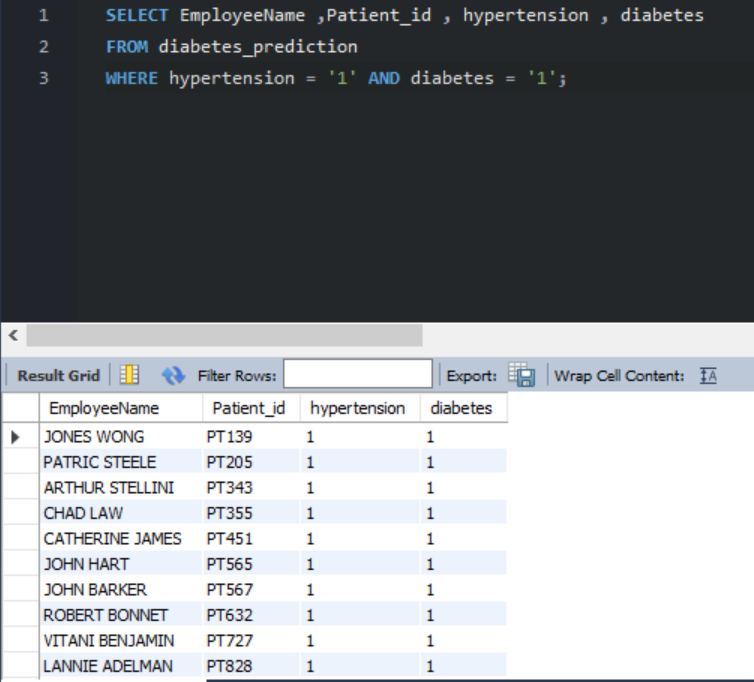 1 SELECT EmployeeName ,Patient_id , hypertension , diabetes
2 FROM diabetes_prediction
3 WHERE hypertension = '1' AND diabetes = '1';
Result Grid Filter Rows: Export: Wrap Cell Content: IA
EmployeeName Patient_id hypertension diabetes
JONES WONG PT139 1 1
PATRIC STEELE PT205 1 1
ARTHUR STELLINI PT343 1 1
CHAD LAW PT355 1 1
CATHERINE JAMES PT451 1 1
JOHN HART PT565 1 1
JOHN BARKER PT567 1 1
ROBERT BONNET PT632 1 1
VITANI BENJAMIN PT727 1 1
LANNIE ADELMAN PT828 1 1